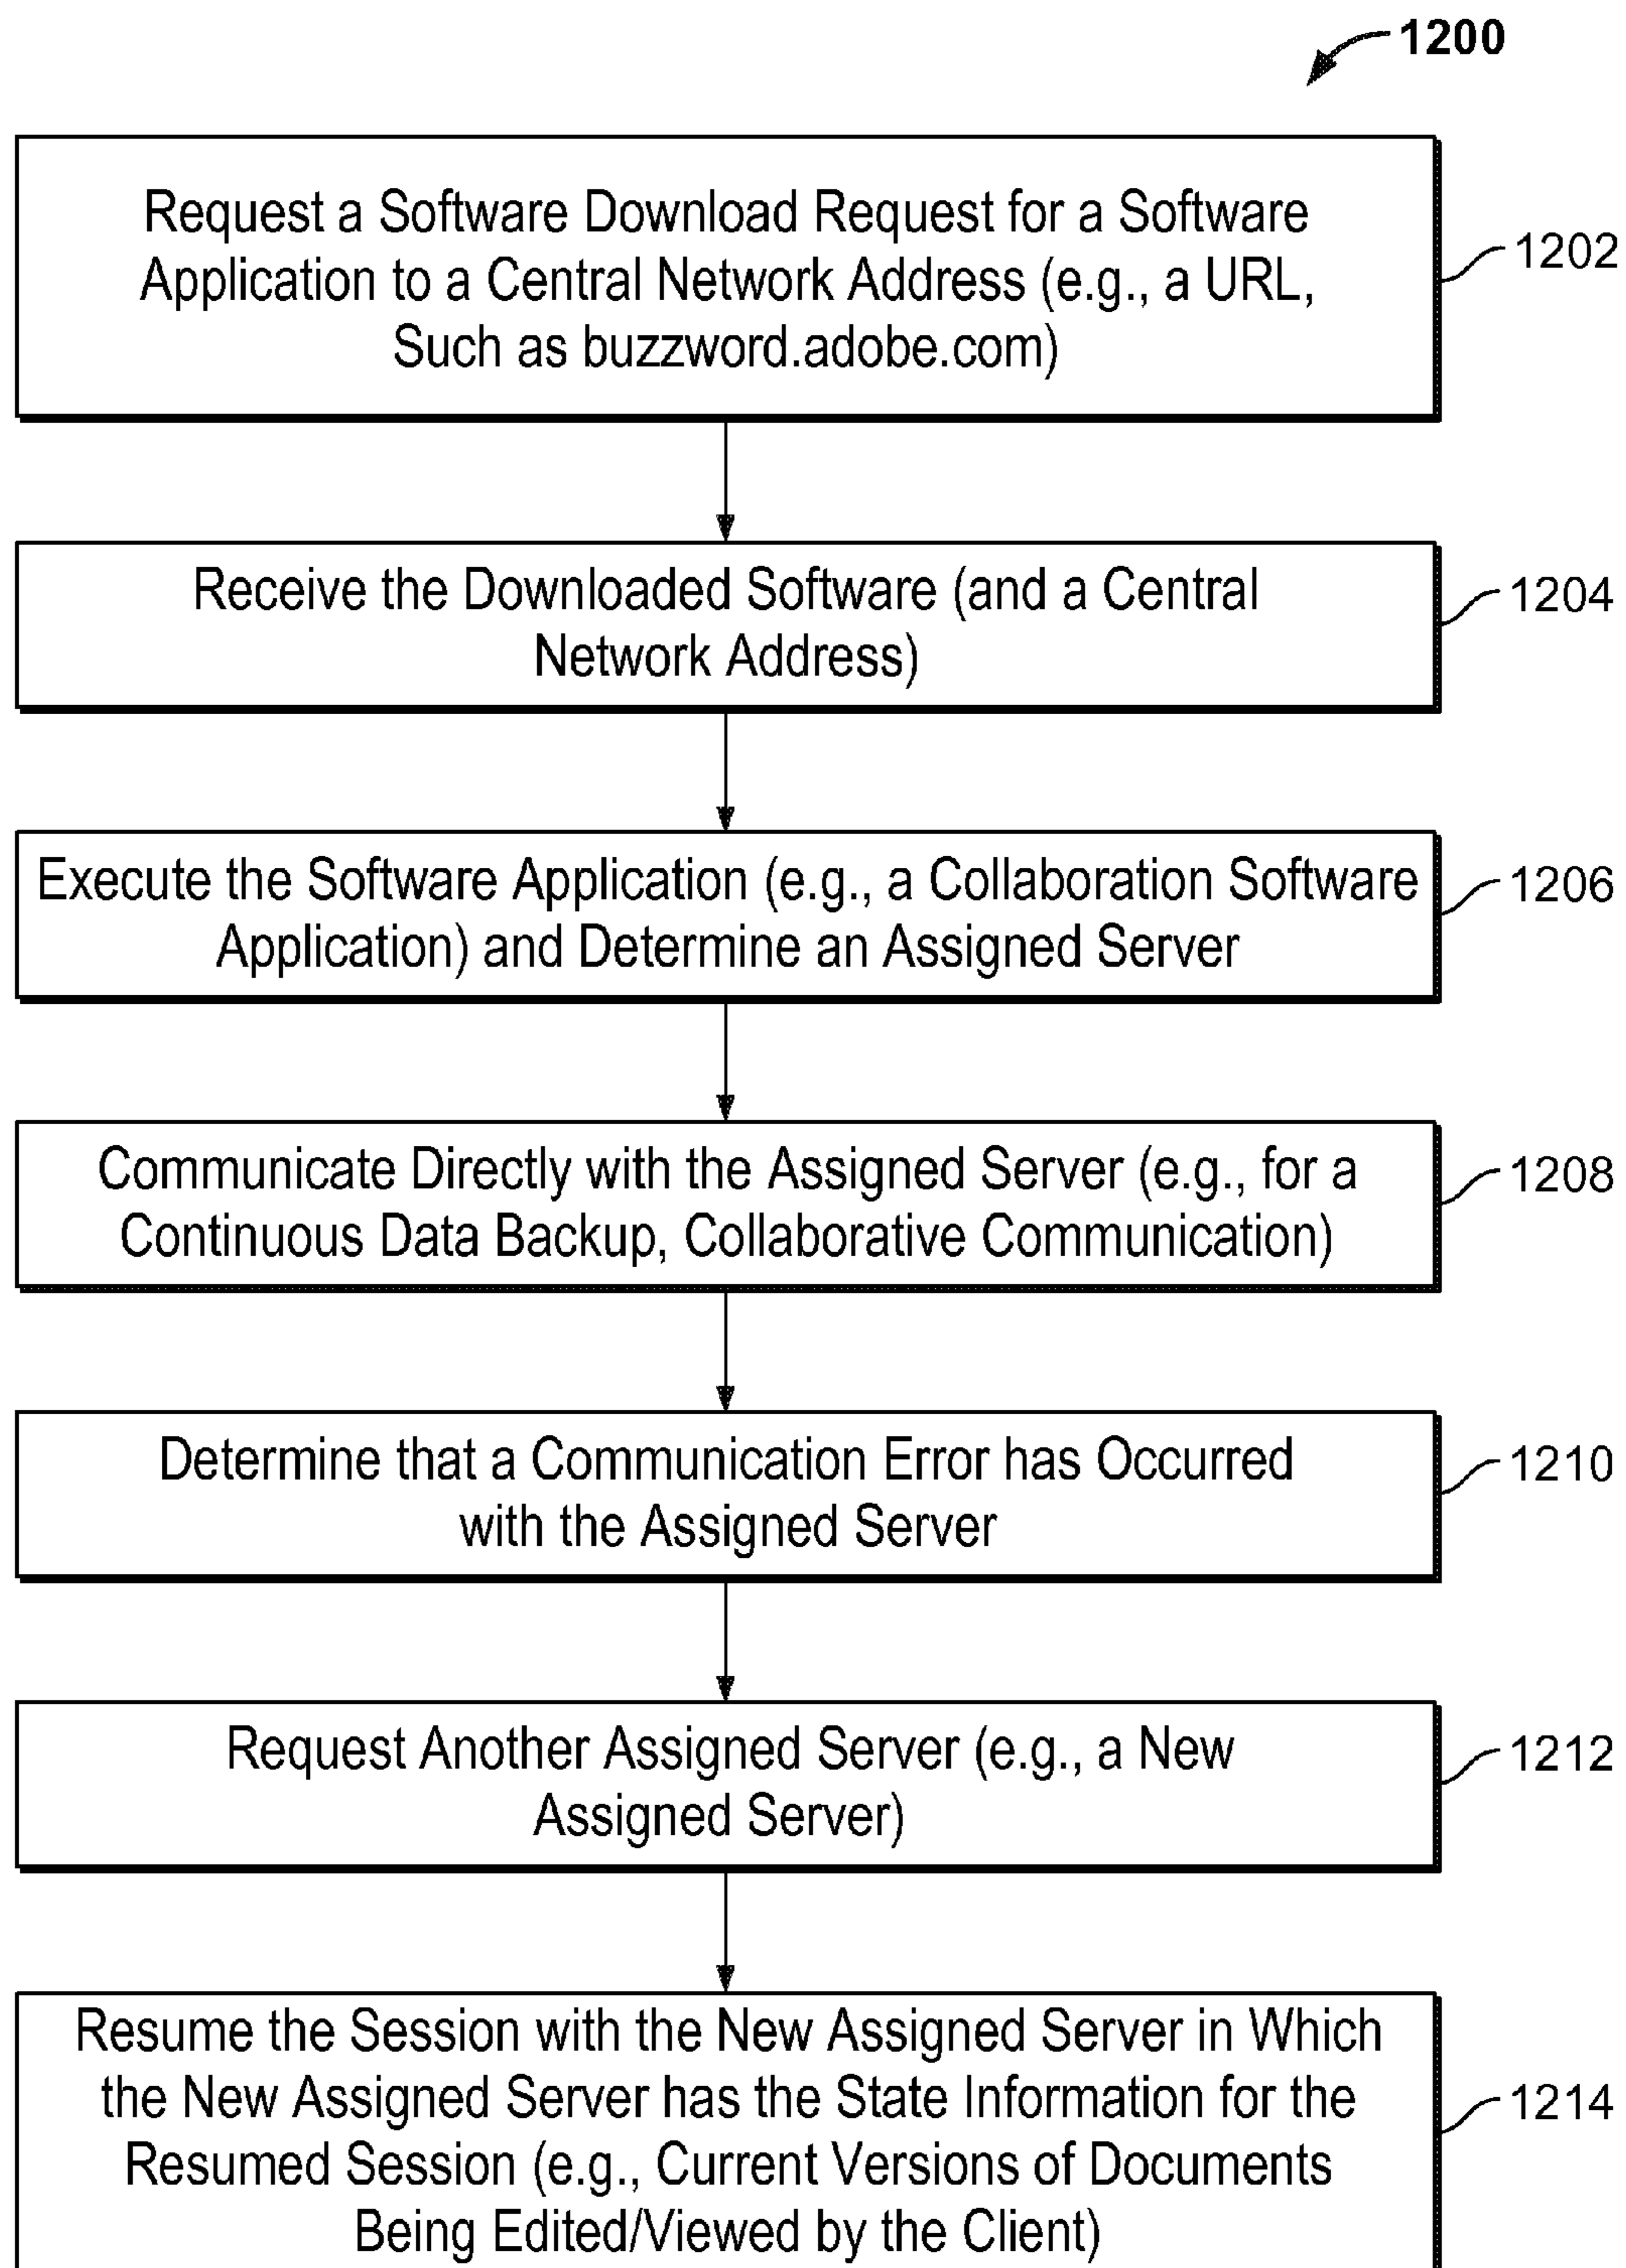 1200
Request a Software Download Request for a Software
Application to a Central Network Address (e.g., a URL,
Such as buzzword.adobe.com)
1202
Receive the Downloaded Software (and a Central
Network Address)
1204
Execute the Software Application (e.g., a Collaboration Software
Application) and Determine an Assigned Server
1206
Communicate Directly with the Assigned Server (e.g., for a
Continuous Data Backup, Collaborative Communication)
1208
Determine that a Communication Error has Occurred
with the Assigned Server
1210
Request Another Assigned Server (e.g., a New
Assigned Server)
1212
Resume the Session with the New Assigned Server in Which
the New Assigned Server has the State Information for the
Resumed Session (e.g., Current Versions of Documents
Being Edited/Viewed by the Client)
1214